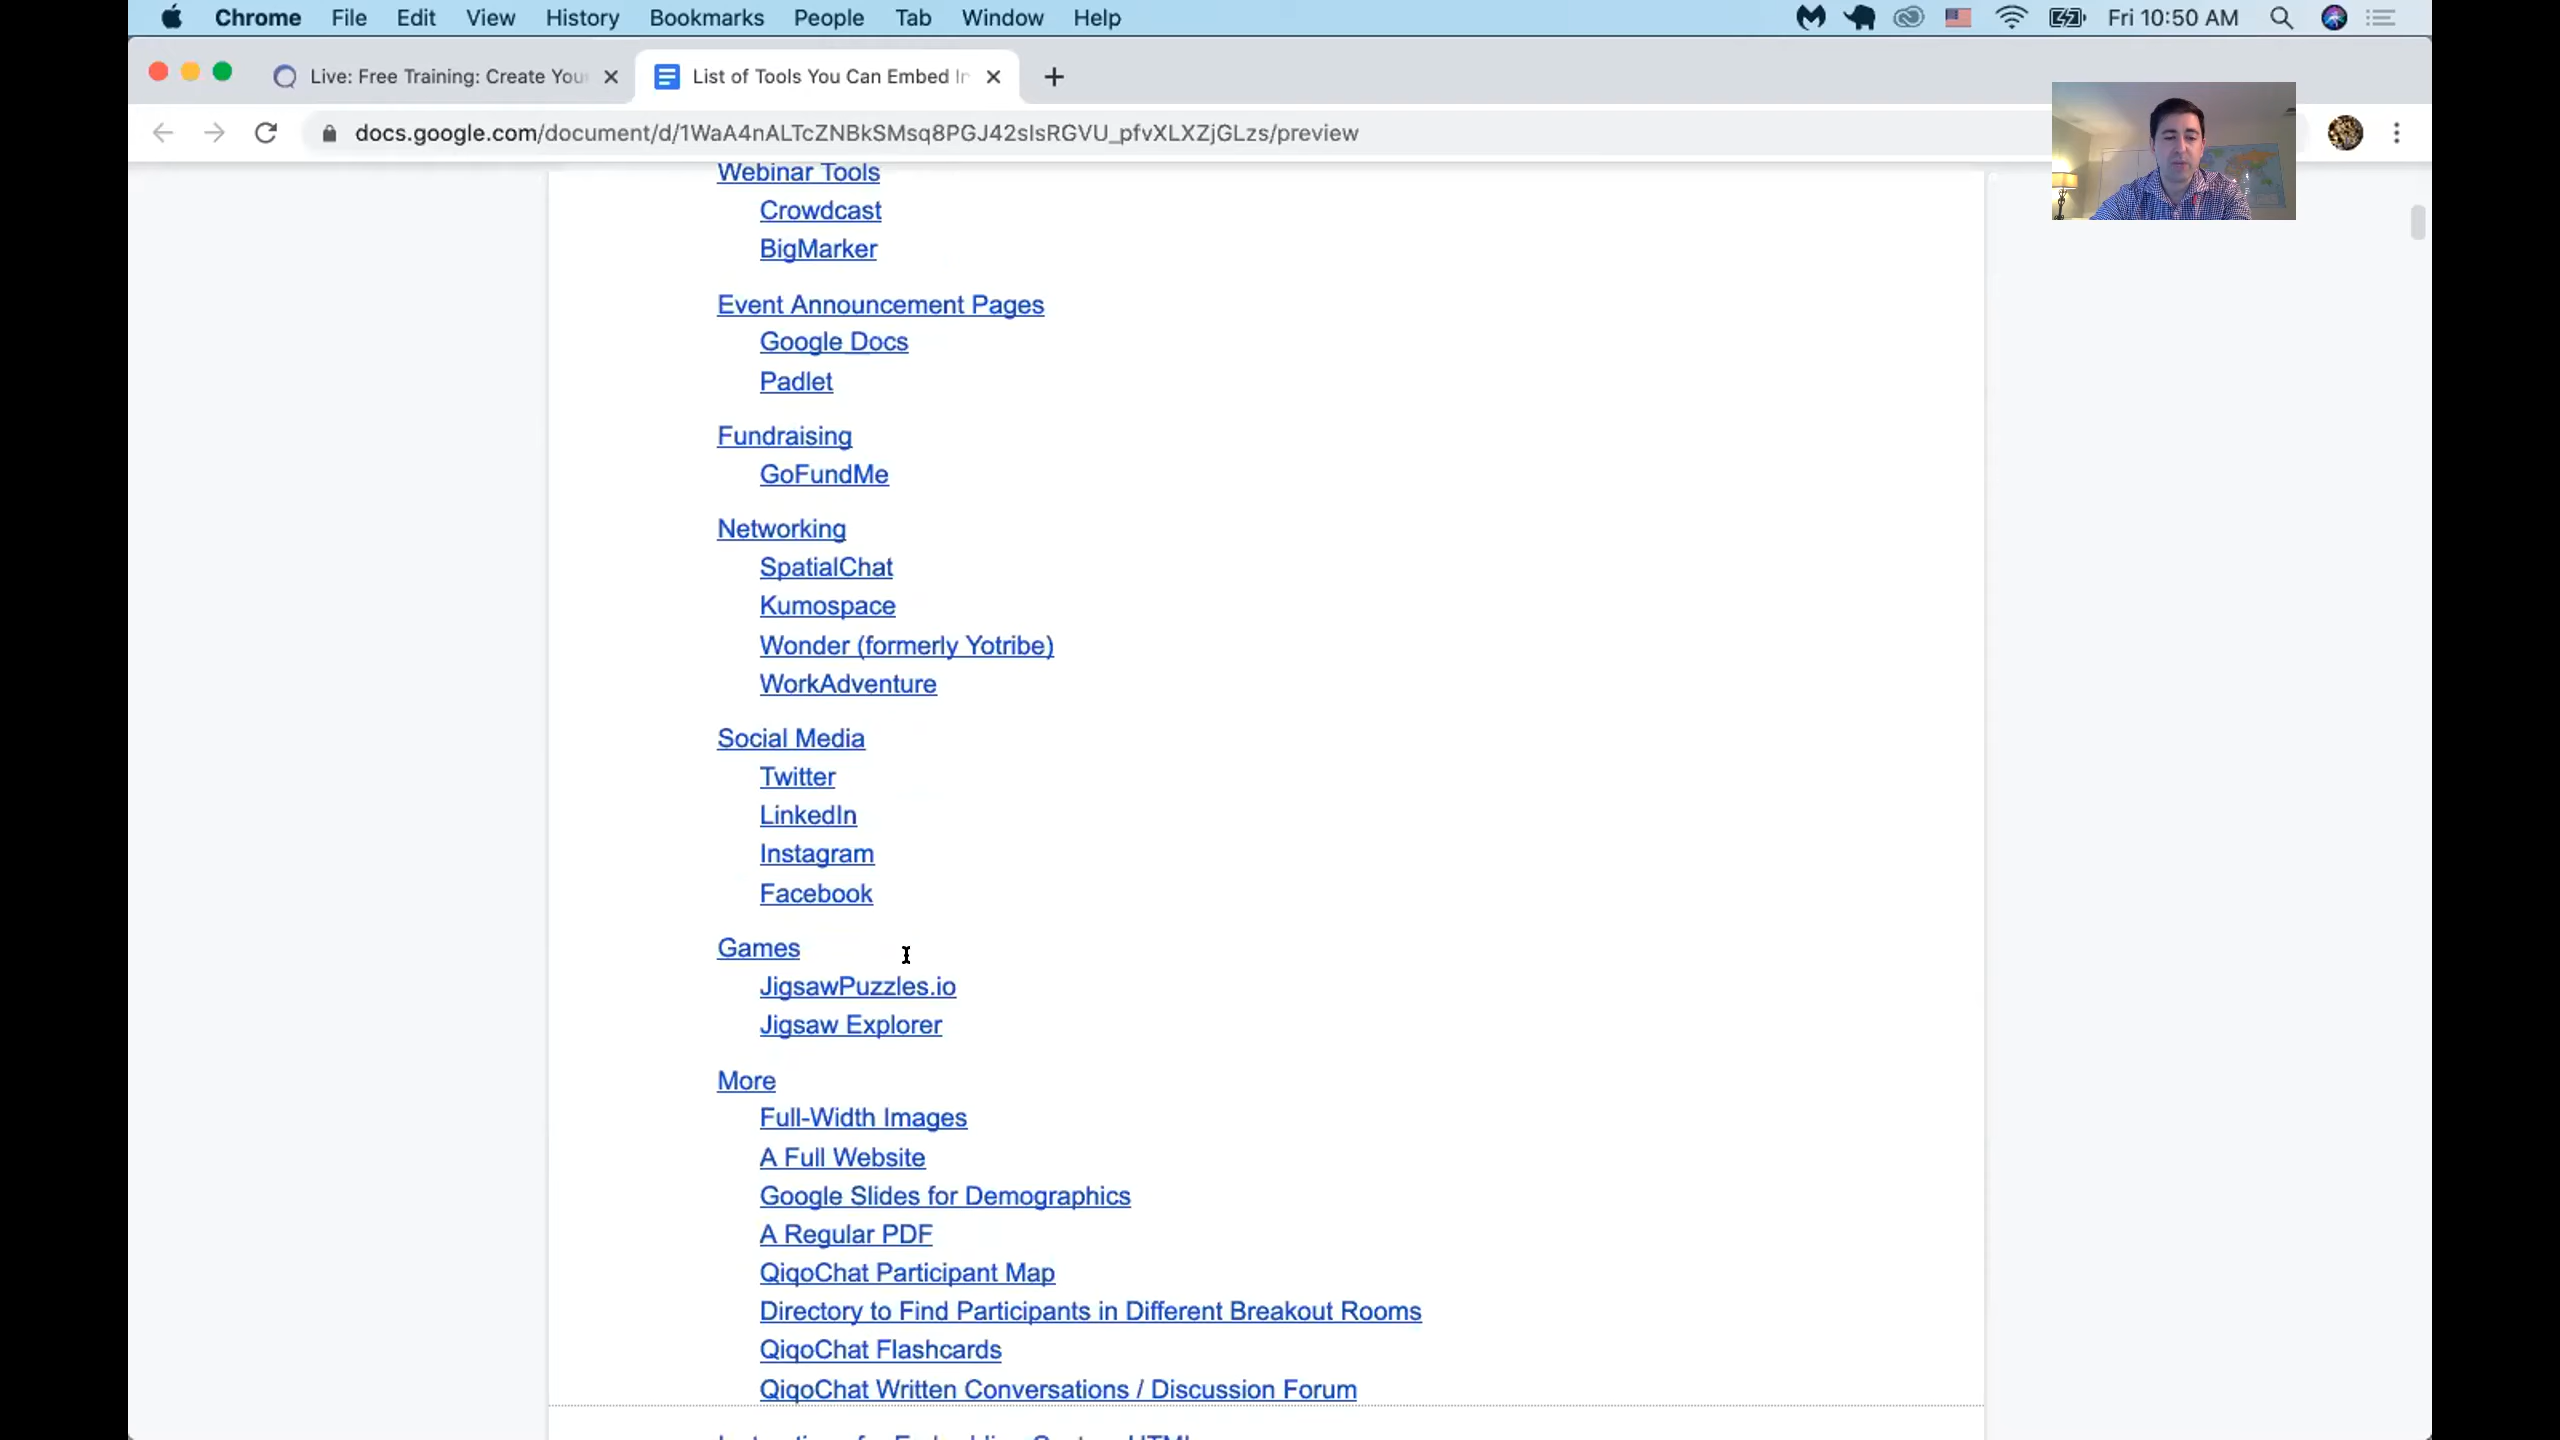 Chrome File Edit View History Bookmarks People Tab Window Help Fri 10:50 AM
Live: Free Training: Create You
List of Tools You Can Embed In
docs.google.com/document/d/1WaA4nALTcZNBkSMsq8PGJ42sIsRGVU_pfvXLXZjGLzs/preview
Webinar Tools
Crowdcast
BigMarker
Event Announcement Pages
Google Docs
Padlet
Fundraising
GoFundMe
Networking
SpatialChat
Kumospace
Wonder (formerly Yotribe)
WorkAdventure
Social Media
Twitter
LinkedIn
Instagram
Facebook
Games
JigsawPuzzles.io
Jigsaw Explorer
More
Full-Width Images
A Full Website
Google Slides for Demographics
A Regular PDF
QiqoChat Participant Map
Directory to Find Participants in Different Breakout Rooms
QiqoChat Flashcards
QiqoChat Written Conversations / Discussion Forum